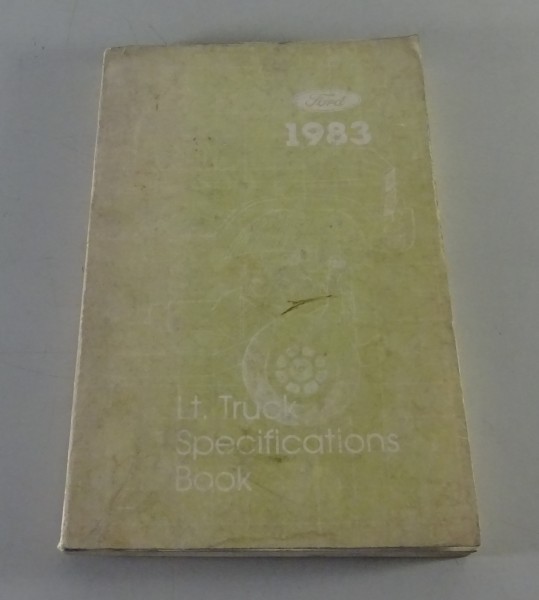 Ford
1983
Lt. Truck
Specifications
Book